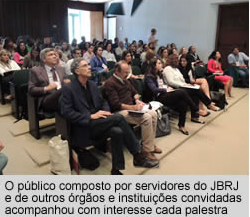 O público composto por servidores do JBRJ
e de outros órgãos e instituições convidadas
acompanhou com interesse cada palestra